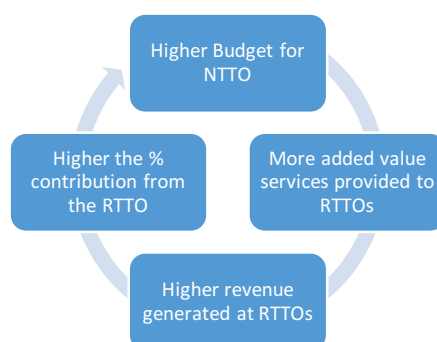 Higher Budget for
NTTO
More added value
services provided to
RTTOs
Higher revenue
generated at RTTOs
Higher the %
contribution from
the RTTO